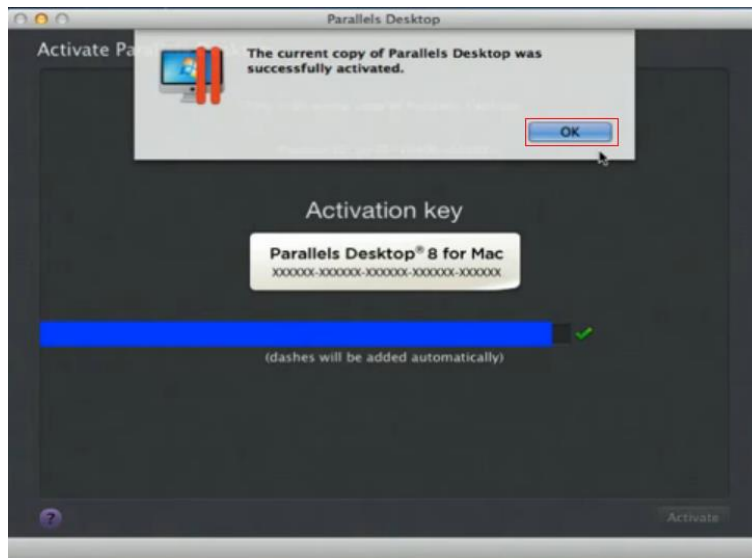 Parallels Desktop
Activate Pa
The current copy of Parallels Desktop was
successfully activated.
OK
Activation key
Parallels Desktop® 8 for Mac
XXXXXX-XXXXXX-XXXXXX-XXXXXX-XXXXXX
(dashes will be added automatically)
?
Activate